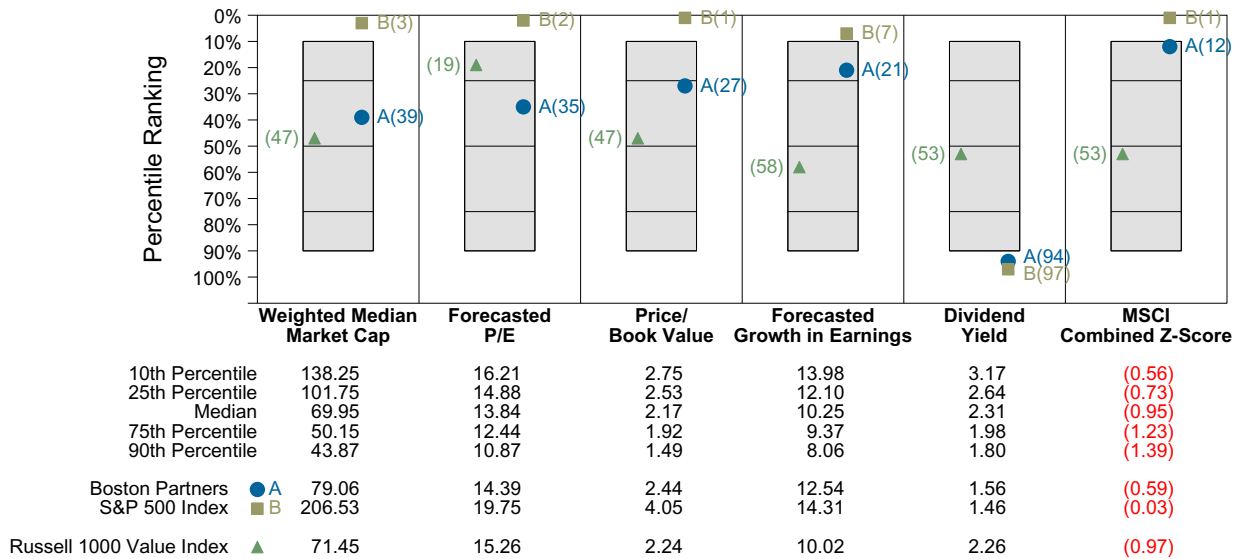 Percentile Ranking
0%
10%
20%
30%
40%
50%
60%
70%
80%
90%
100%
B(3)
A(39)
(47)
B(2)
A(35)
(19)
B(1)
A(27)
(47)
B(7)
A(21)
(58)
A(94)
B(97)
(53)
B(1)
A(12)
(53)
Weighted Median Market Cap
Forecasted P/E
Price/ Book Value
Forecasted Growth in Earnings
Dividend Yield
MSCI Combined Z-Score
10th Percentile 138.25 16.21 2.75 13.98 3.17 (0.56)
25th Percentile 101.75 14.88 2.53 12.10 2.64 (0.73)
Median 69.95 13.84 2.17 10.25 2.31 (0.95)
75th Percentile 50.15 12.44 1.92 9.37 1.98 (1.23)
90th Percentile 43.87 10.87 1.49 8.06 1.80 (1.39)
Boston Partners A 79.06 14.39 2.44 12.54 1.56 (0.59)
S&P 500 Index B 206.53 19.75 4.05 14.31 1.46 (0.03)
Russell 1000 Value Index 71.45 15.26 2.24 10.02 2.26 (0.97)